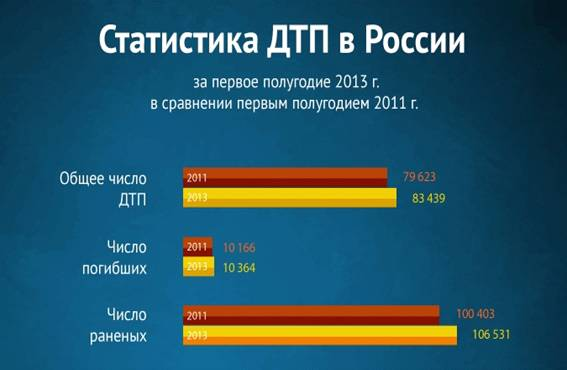 Статистика ДТП в России
за первое полугодие 2013 г.
в сравнении первым полугодием 2011 г.
Общее число
ДТП
2011
79 623
2013
83 439
Число
погибших
2011
10 166
2013
10 364
Число
раненых
2011
100 403
2013
106 531